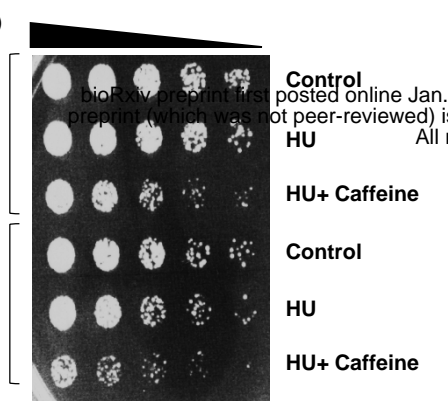 )
Control
bioRxiv preprint first posted online Jan.
preprint (which was not peer-reviewed) is
HU
All r
HU+ Caffeine
Control
HU
HU+ Caffeine